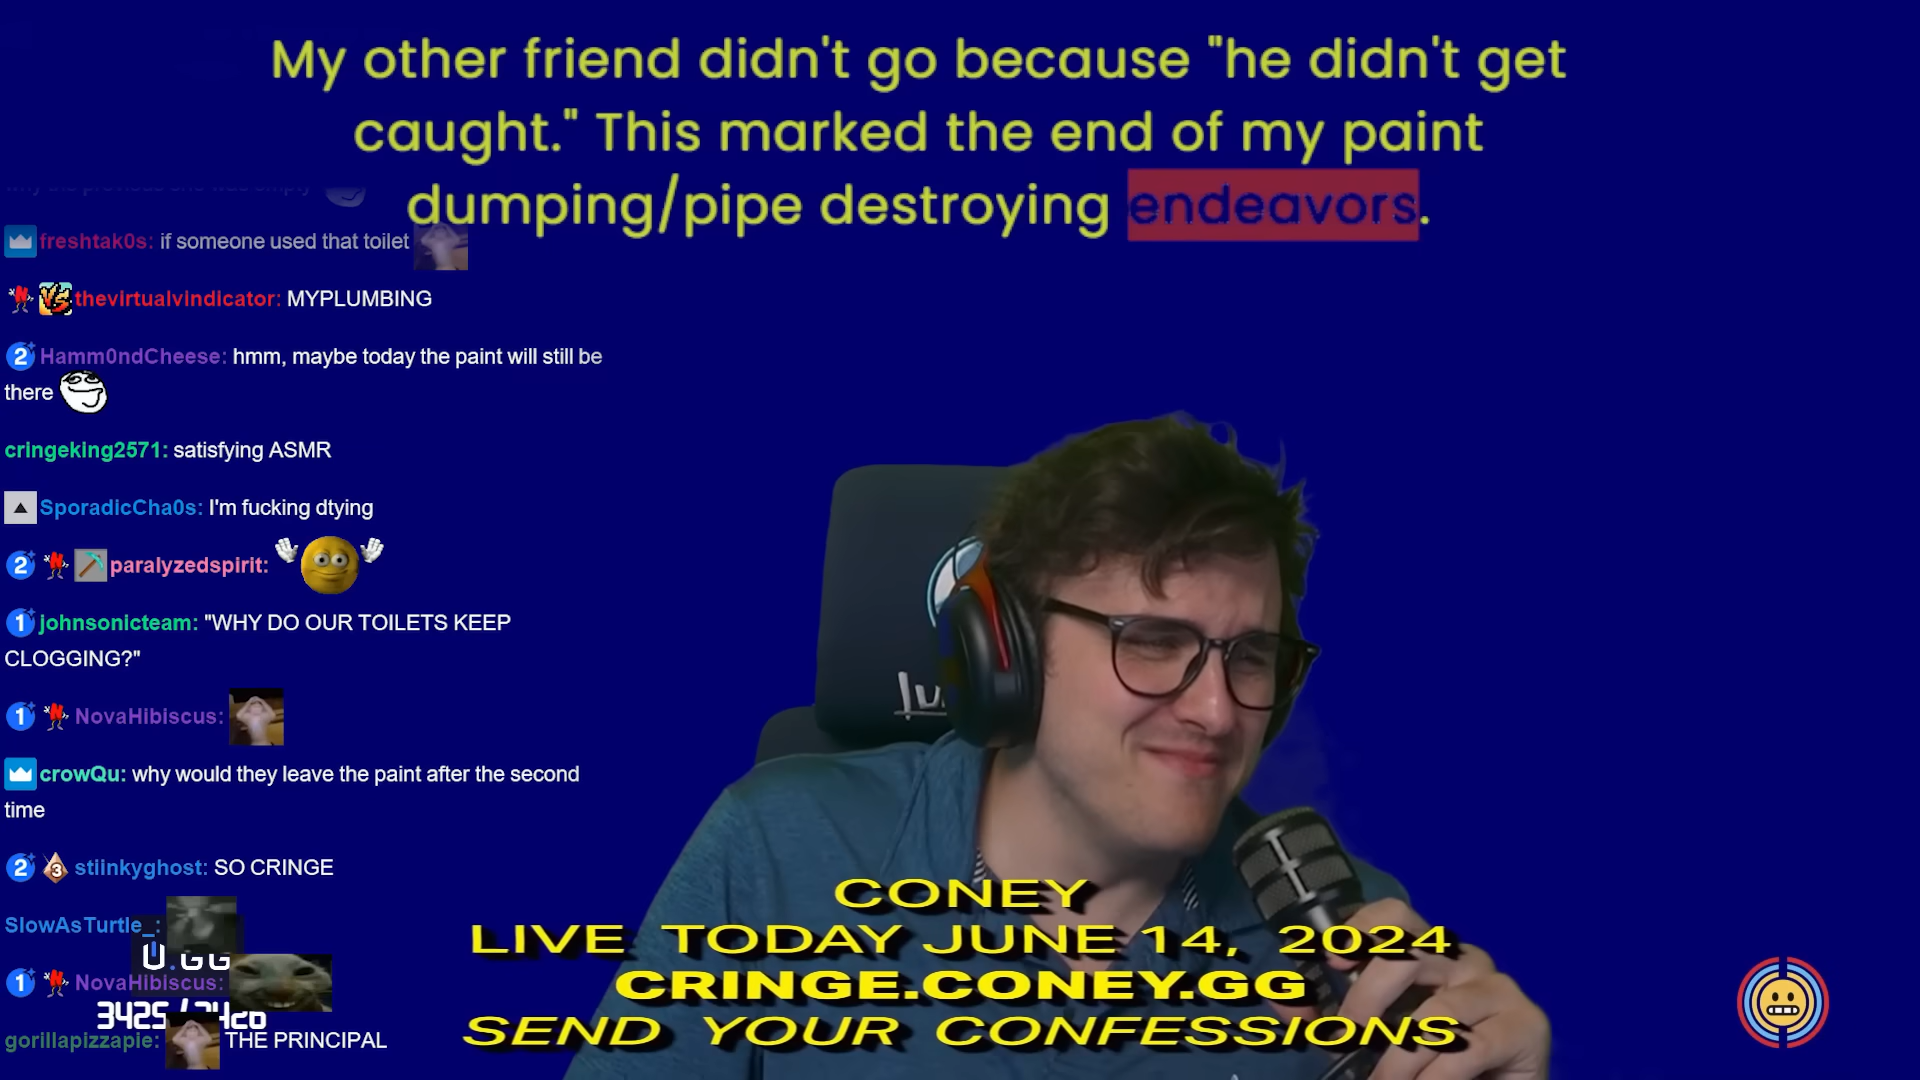 My other friend didn't go because "he didn't get
caught." This marked the end of my paint
dumping/pipe destroying endeavors.
freshtak0s: if someone used that toilet
thevirtualvindicator: MYPLUMBING
2 Hamm0ndCheese: hmm, maybe today the paint will still be
there
cringeking2571: satisfying ASMR
SporadicCha0s: I'm fucking dtying
2 paralyzedspirit:
1 johnsonicteam: "WHY DO OUR TOILETS KEEP
CLOGGING?"
1 NovaHibiscus:
crowQu: why would they leave the paint after the second
time
2 3 stiinkyghost: SO CRINGE
SlowAsTurtle_:
U.GG
1 NovaHibiscus:
gorillapizzapie: THE PRINCIPAL
CONEY
LIVE TODAY JUNE 14, 2024
CRINGE.CONEY.GG
SEND YOUR CONFESSIONS